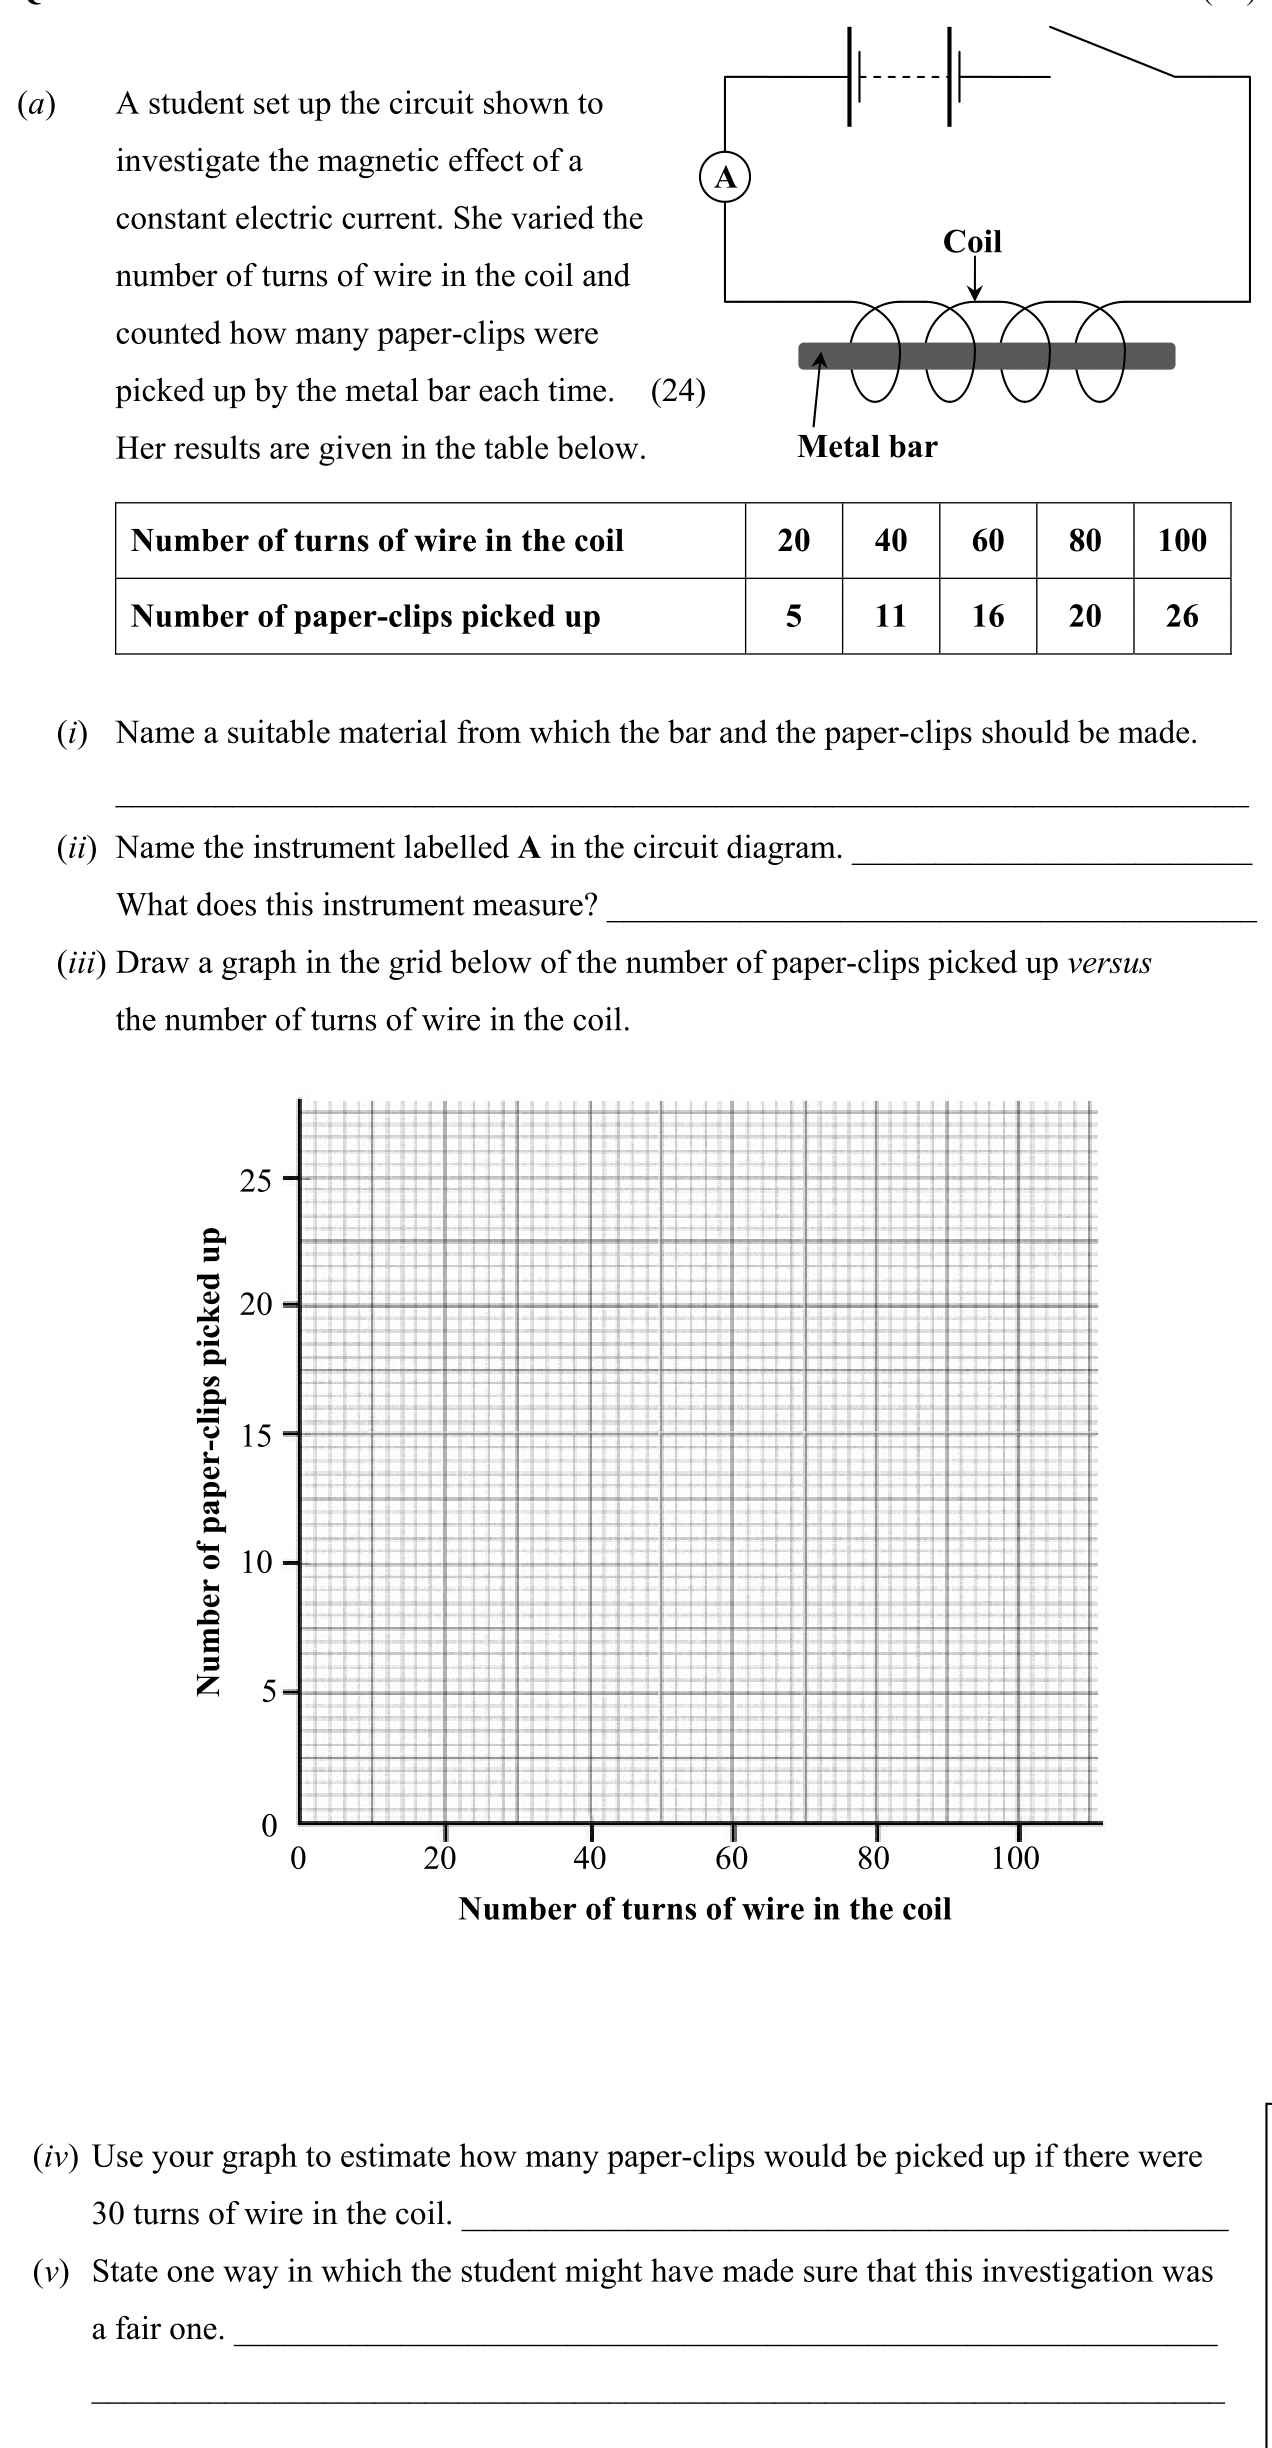 (a) A student set up the circuit shown to
investigate the magnetic effect of a
constant electric current. She varied the
number of turns of wire in the coil and
counted how many paper-clips were
picked up by the metal bar each time. (24)
Her results are given in the table below.
A
Coil
Metal bar
Number of turns of wire in the coil 20 40 60 80 100
Number of paper-clips picked up 5 11 16 20 26
(i) Name a suitable material from which the bar and the paper-clips should be made.
(ii) Name the instrument labelled A in the circuit diagram.
What does this instrument measure?
(iii) Draw a graph in the grid below of the number of paper-clips picked up versus
the number of turns of wire in the coil.
Number of paper-clips picked up
25
20
15
10
5
0
0 20 40 60 80 100
Number of turns of wire in the coil
(iv) Use your graph to estimate how many paper-clips would be picked up if there were
30 turns of wire in the coil.
(v) State one way in which the student might have made sure that this investigation was
a fair one.